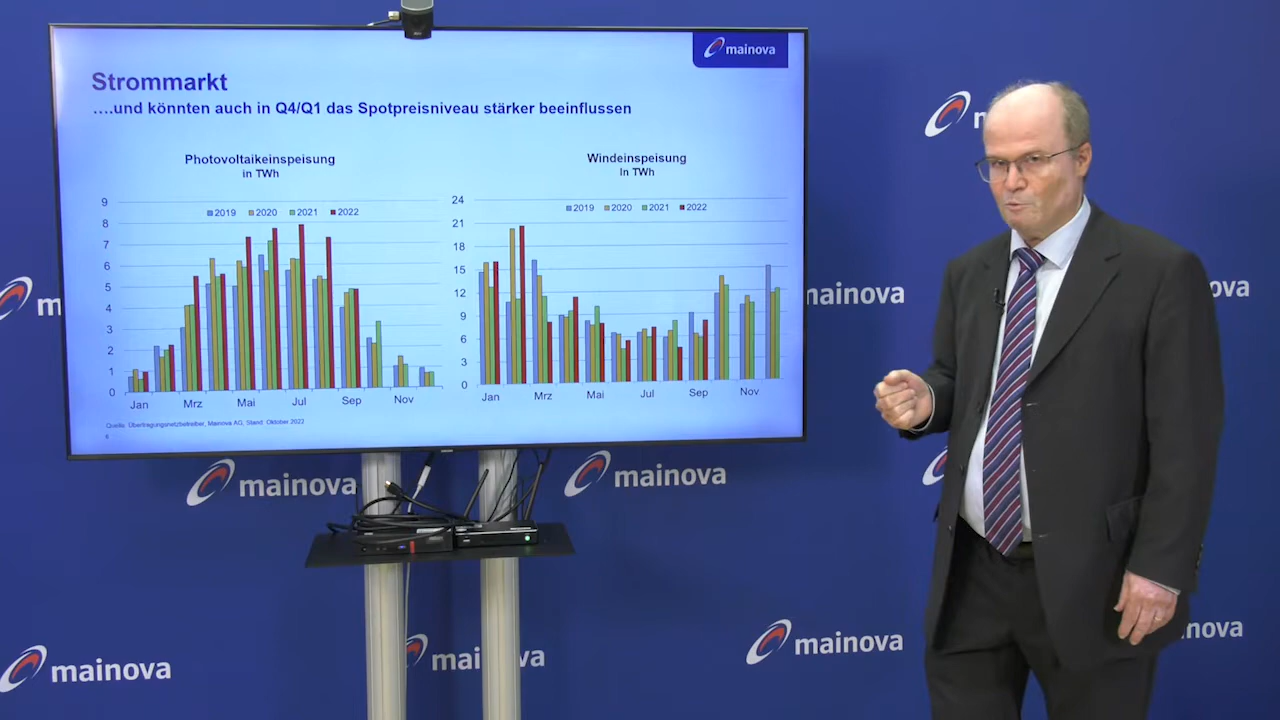 mainova
Strommarkt
….und könnten auch in Q4/Q1 das Spotpreisniveau stärker beeinflussen
Photovoltaikeinspeisung
in TWh
2019 2020 2021 2022
9
8
7
6
5
4
3
2
1
0
Jan Mrz Mai Jul Sep Nov
Windeinspeisung
In TWh
2019 2020 2021 2022
24
21
18
15
12
9
6
3
0
Jan Mrz Mai Jul Sep Nov
Quelle: Übertragungsnetzbetreiber, Mainova AG, Stand: Oktober 2022
6
mainova
mainova
mainova
mainova
mainova